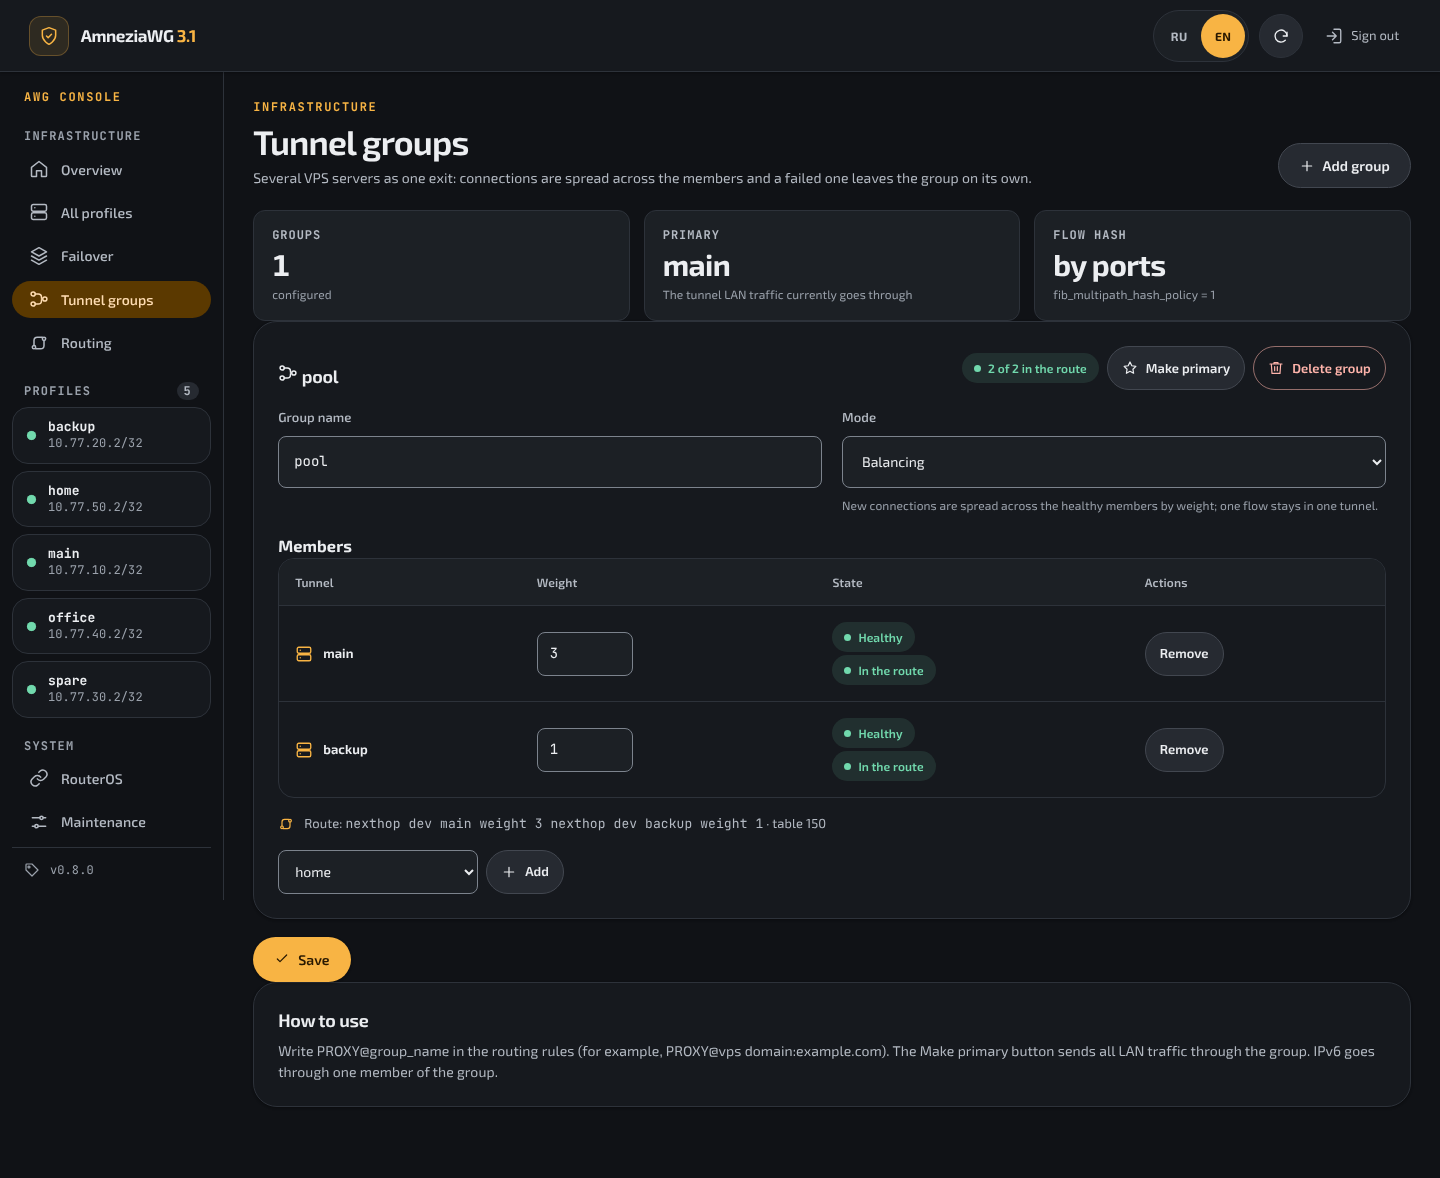 AmneziaWG 3.1
RU
EN
Sign out
AWG CONSOLE
INFRASTRUCTURE
Overview
All profiles
Failover
Tunnel groups
Routing
PROFILES 5
backup
10.77.20.2/32
home
10.77.50.2/32
main
10.77.10.2/32
office
10.77.40.2/32
spare
10.77.30.2/32
SYSTEM
RouterOS
Maintenance
v0.8.0
INFRASTRUCTURE
Tunnel groups
Several VPS servers as one exit: connections are spread across the members and a failed one leaves the group on its own.
Add group
GROUPS
1
configured
PRIMARY
main
The tunnel LAN traffic currently goes through
FLOW HASH
by ports
fib_multipath_hash_policy = 1
pool
2 of 2 in the route
Make primary
Delete group
Group name
pool
Mode
Balancing
New connections are spread across the healthy members by weight; one flow stays in one tunnel.
Members
Tunnel Weight State Actions
main 3 Healthy
In the route
Remove
backup 1 Healthy
In the route
Remove
Route: nexthop dev main weight 3 nexthop dev backup weight 1 · table 150
home
Add
Save
How to use
Write PROXY@group_name in the routing rules (for example, PROXY@vps domain:example.com). The Make primary button sends all LAN traffic through the group. IPv6 goes
through one member of the group.